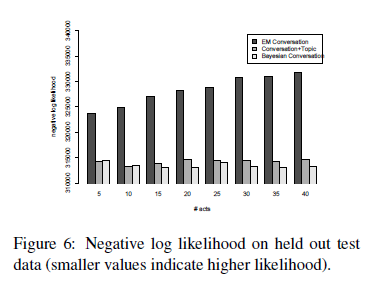 340000
335000
330000
325000
320000
315000
310000
negative log likelihood
EM Conversation
Conversation+Topic
Bayesian Conversation
5 10 15 20 25 30 35 40
# acts
Figure 6: Negative log likelihood on held out test
data (smaller values indicate higher likelihood).